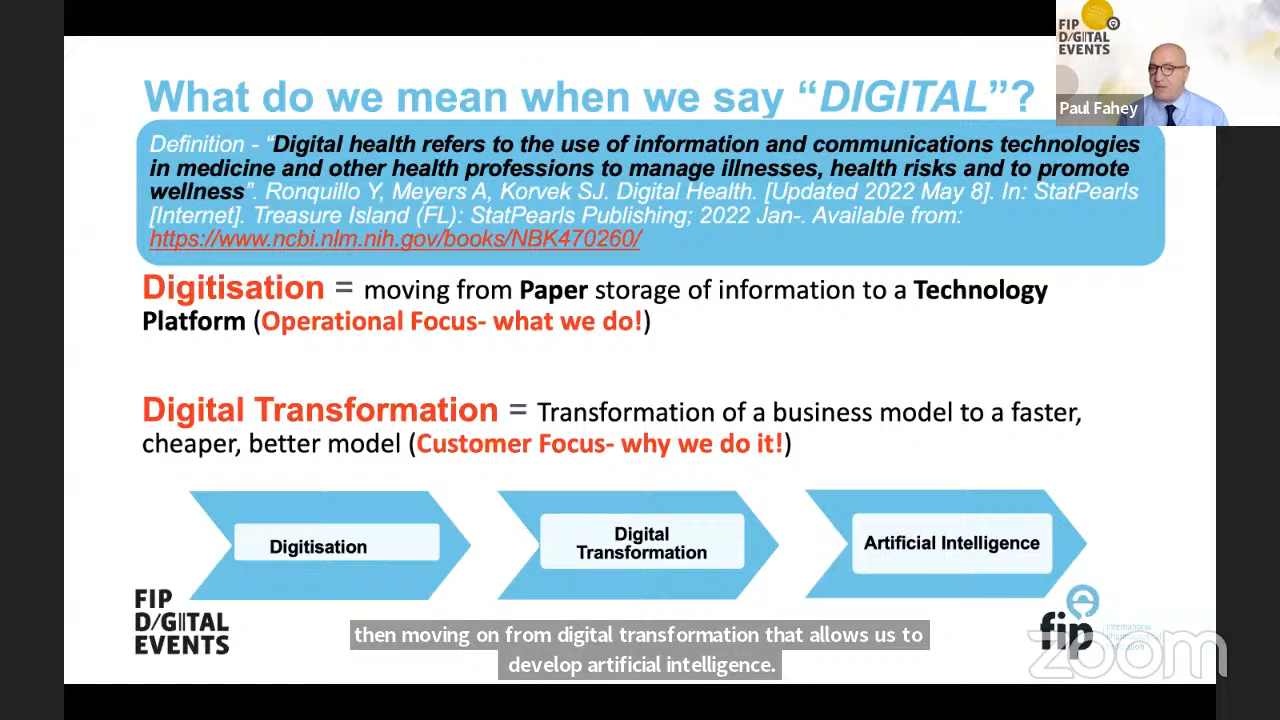 FIP
D/G/TAL
EVENTS
Paul Fahey
What do we mean when we say “DIGITAL”?
Definition - “Digital health refers to the use of information and communications technologies
in medicine and other health professions to manage illnesses, health risks and to promote
wellness”. Ronquillo Y, Meyers A, Korvek SJ. Digital Health. [Updated 2022 May 8]. In: StatPearls
[Internet]. Treasure Island (FL): StatPearls Publishing; 2022 Jan-. Available from:
https://www.ncbi.nlm.nih.gov/books/NBK470260/
Digitisation = moving from Paper storage of information to a Technology
Platform (Operational Focus- what we do!)
Digital Transformation = Transformation of a business model to a faster,
cheaper, better model (Customer Focus- why we do it!)
Digitisation
Digital
Transformation
Artificial Intelligence
FIP
D/G/TAL
EVENTS
fip
zoom
then moving on from digital transformation that allows us to
develop artificial intelligence.